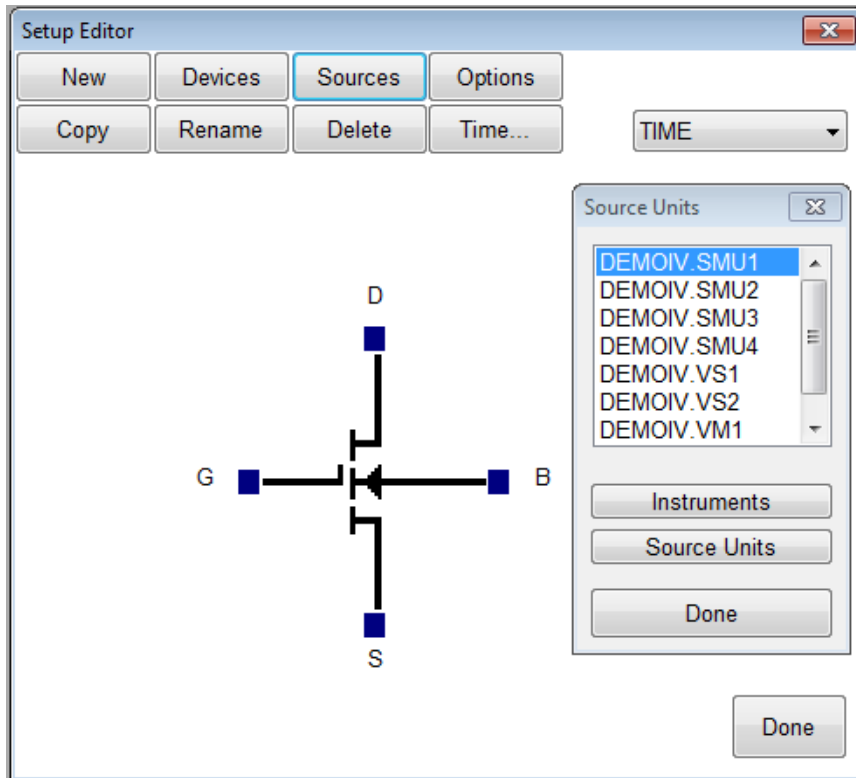 Setup Editor
New Devices Sources Options
Copy Rename Delete Time... TIME
Source Units
DEMOIV.SMU1
DEMOIV.SMU2
DEMOIV.SMU3
DEMOIV.SMU4
DEMOIV.VS1
DEMOIV.VS2
DEMOIV.VM1
D
G B
S
Instruments
Source Units
Done
Done